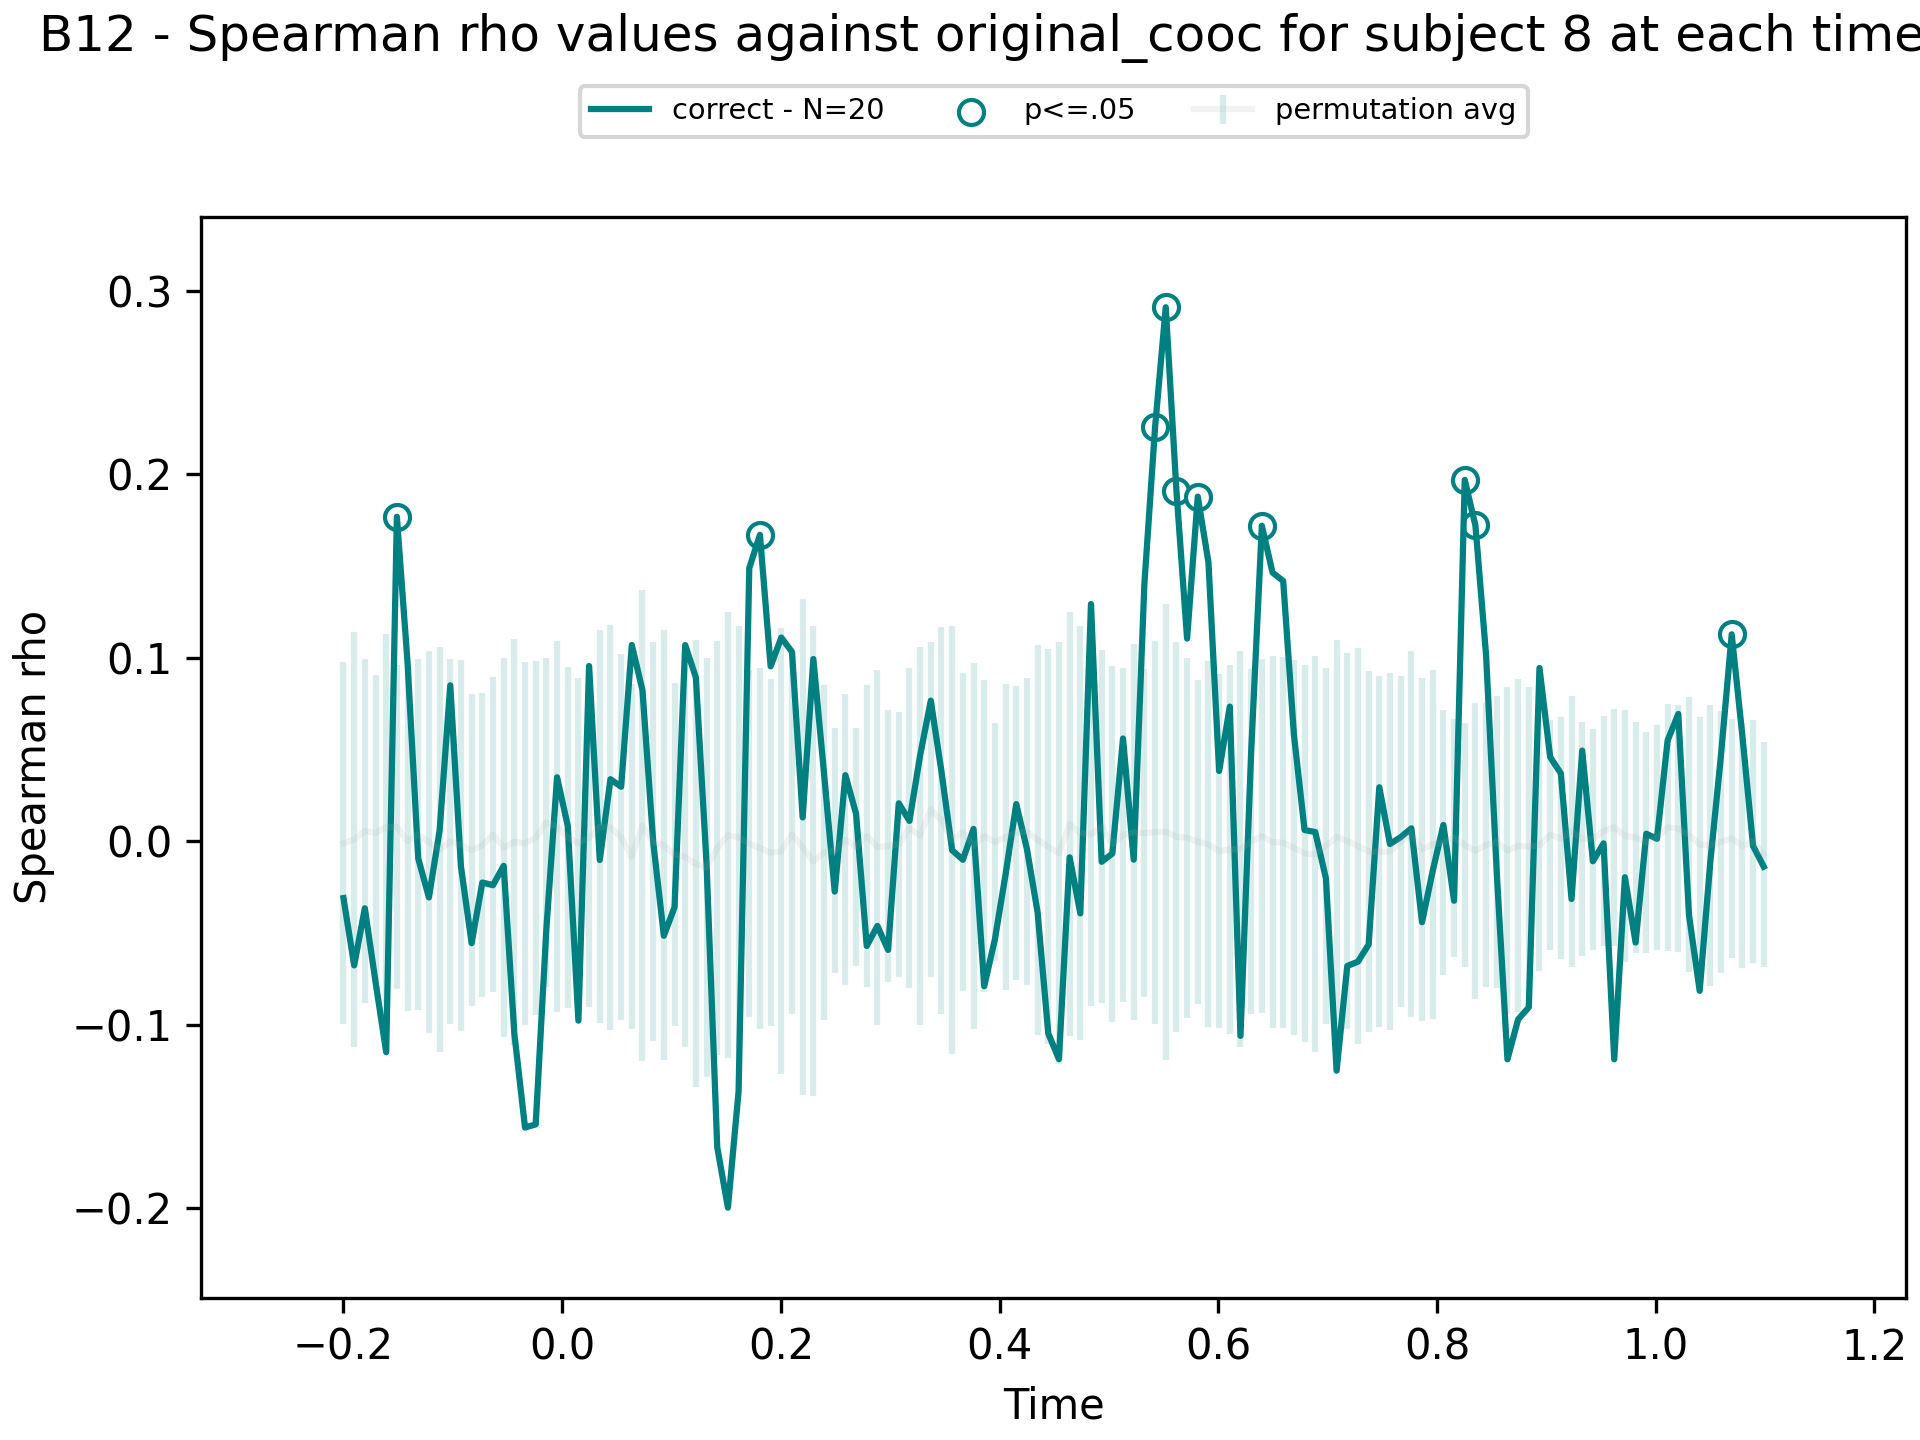 B12 - Spearman rho values against original_cooc for subject 8 at each time
correct - N=20 p<=.05 permutation avg
0.3
0.2
0.1
0.0
−0.1
−0.2
Spearman rho
−0.2 0.0 0.2 0.4 0.6 0.8 1.0 1.2
Time